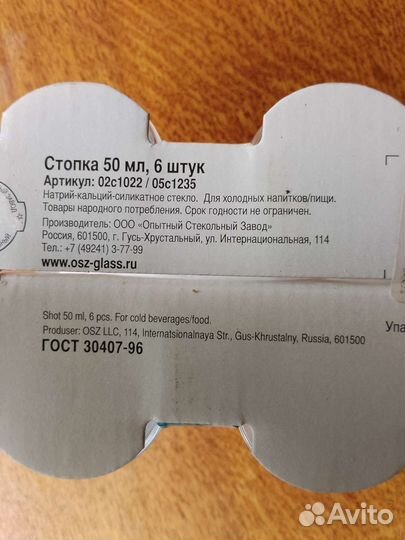 Стопка 50 мл, 6 штук
Артикул: 02с1022 / 05с1235
Натрий-кальций-силикатное стекло. Для холодных напитков/пищи.
Товары народного потребления. Срок годности не ограничен.
Производитель: ООО «Опытный Стекольный Завод»
Россия, 601500, г. Гусь-Хрустальный, ул. Интернациональная, 114
Тел.: +7 (49241) 3-77-99
www.osz-glass.ru
Shot 50 ml, 6 pcs. For cold beverages/food.
Produser: OSZ LLC, 114, Internatsionalnaya Str., Gus-Khrustalny, Russia, 601500
Упа
ГОСТ 30407-96
Avito